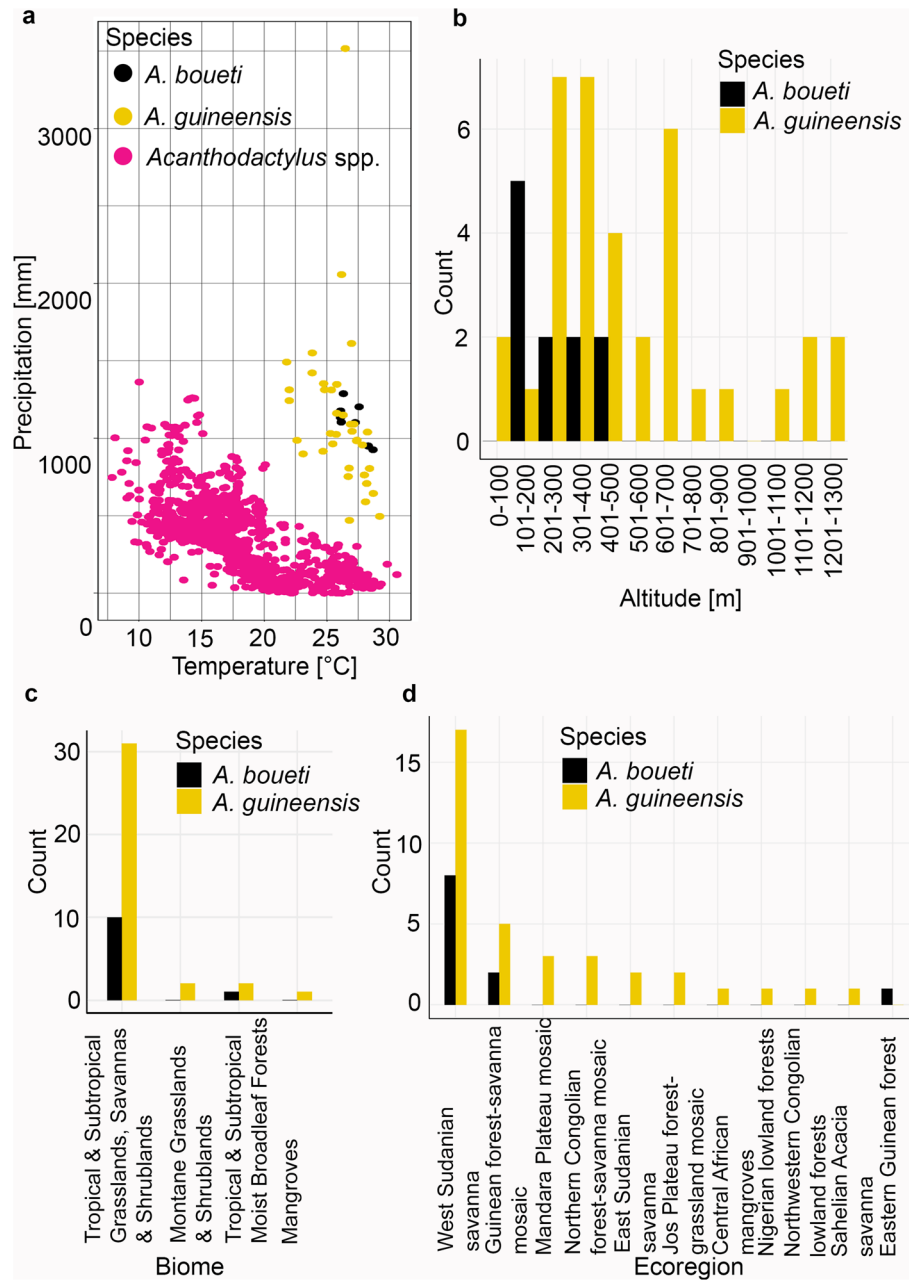 a
Species
A. boueti
A. guineensis
Acanthodactylus spp.
Precipitation [mm]
3000
2000
1000
0
10
15
20
25
30
Temperature [°C]
b
Species
A. boueti
A. guineensis
Count
6
4
2
0
0-100
101-200
201-300
301-400
401-500
501-600
601-700
701-800
801-900
901-1000
1001-1100
1101-1200
1201-1300
Altitude [m]
c
Species
A. boueti
A. guineensis
Count
30
20
10
0
Tropical & Subtropical
Grasslands, Savannas
& Shrublands
Montane Grasslands
& Shrublands
Tropical & Subtropical
Moist Broadleaf Forests
Mangroves
Biome
d
Species
A. boueti
A. guineensis
Count
15
10
5
0
West Sudanian
savanna
Guinean forest-savanna
mosaic
Mandara Plateau mosaic
Northern Congolian
forest-savanna mosaic
East Sudanian
savanna
Jos Plateau forest-
grassland mosaic
Central African
mangroves
Nigerian lowland forests
Northwestern Congolian
lowland forests
Sahelian Acacia
savanna
Eastern Guinean forest
Ecoregion